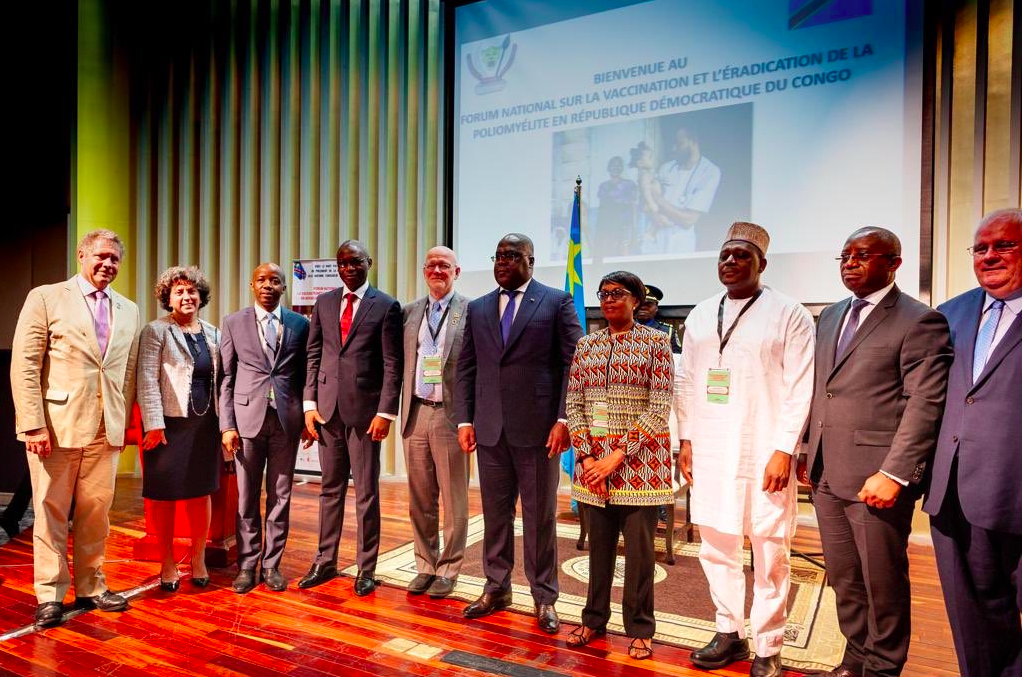 BIENVENUE AU
FORUM NATIONAL SUR LA VACCINATION ET L'ÉRADICATION DE LA
POLIOMYÉLITE EN RÉPUBLIQUE DÉMOCRATIQUE DU CONGO